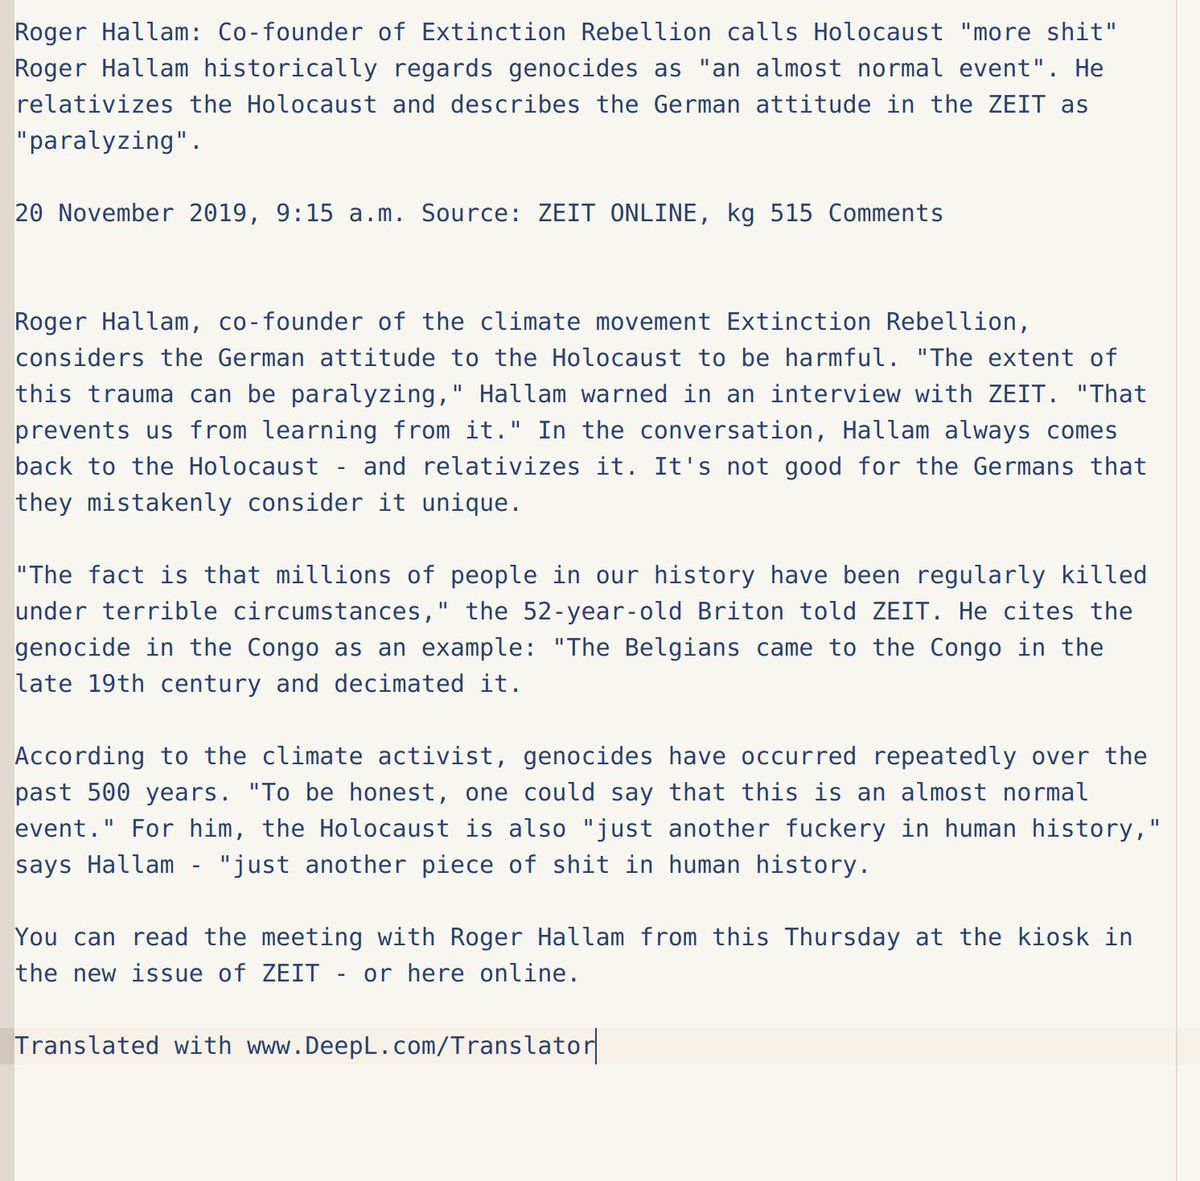 Roger Hallam: Co-founder of Extinction Rebellion calls Holocaust "more shit"
Roger Hallam historically regards genocides as "an almost normal event". He
relativizes the Holocaust and describes the German attitude in the ZEIT as
"paralyzing".
20 November 2019, 9:15 a.m. Source: ZEIT ONLINE, kg 515 Comments
Roger Hallam, co-founder of the climate movement Extinction Rebellion,
considers the German attitude to the Holocaust to be harmful. "The extent of
this trauma can be paralyzing," Hallam warned in an interview with ZEIT. "That
prevents us from learning from it." In the conversation, Hallam always comes
back to the Holocaust - and relativizes it. It's not good for the Germans that
they mistakenly consider it unique.
"The fact is that millions of people in our history have been regularly killed
under terrible circumstances," the 52-year-old Briton told ZEIT. He cites the
genocide in the Congo as an example: "The Belgians came to the Congo in the
late 19th century and decimated it.
According to the climate activist, genocides have occurred repeatedly over the
past 500 years. "To be honest, one could say that this is an almost normal
event." For him, the Holocaust is also "just another fuckery in human history,"
says Hallam - "just another piece of shit in human history.
You can read the meeting with Roger Hallam from this Thursday at the kiosk in
the new issue of ZEIT - or here online.
Translated with www.DeepL.com/Translator